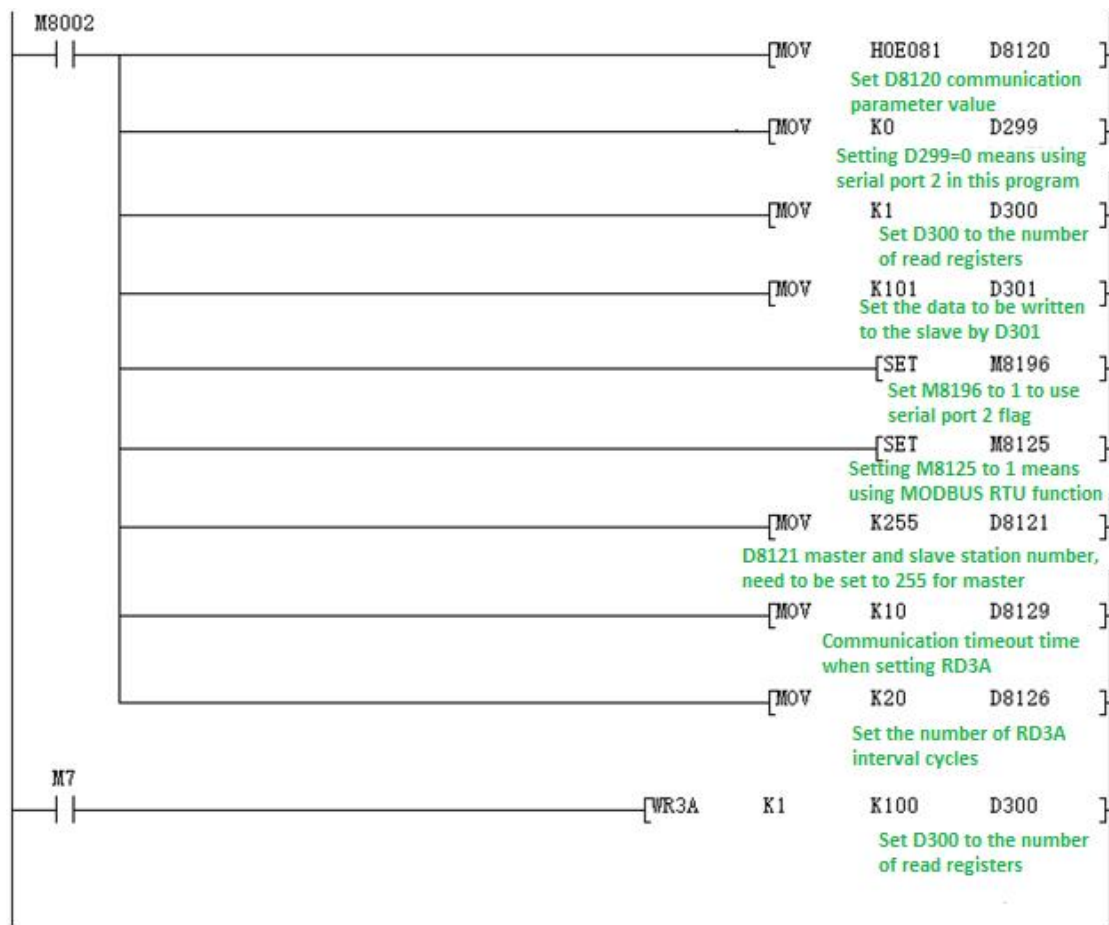 M8002
[MOV H0E081 D8120 ]
Set D8120 communication
parameter value
[MOV K0 D299 ]
Setting D299=0 means using
serial port 2 in this program
[MOV K1 D300 ]
Set D300 to the number
of read registers
[MOV K101 D301 ]
Set the data to be written
to the slave by D301
[SET M8196 ]
Set M8196 to 1 to use
serial port 2 flag
[SET M8125 ]
Setting M8125 to 1 means
using MODBUS RTU function
[MOV K255 D8121 ]
D8121 master and slave station number,
need to be set to 255 for master
[MOV K10 D8129 ]
Communication timeout time
when setting RD3A
[MOV K20 D8126 ]
Set the number of RD3A
interval cycles
M7
[WR3A K1 K100 D300 ]
Set D300 to the number
of read registers